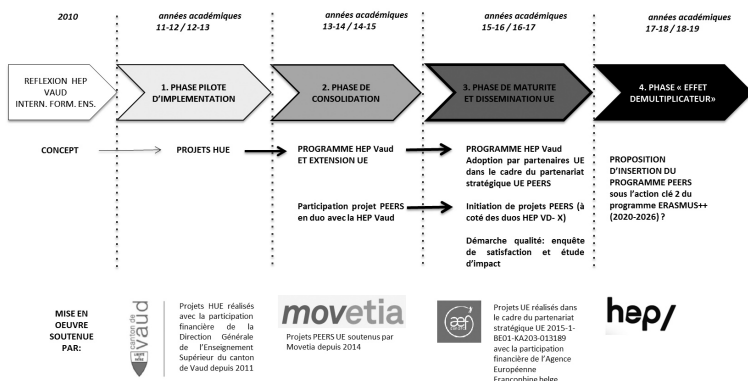 2010
années académiques
11-12 / 12-13
années académiques
13-14 / 14-15
années académiques
15-16 / 16-17
années académiques
17-18 / 18-19
REFLEXION HEP
VAUD
INTERN. FORM. ENS.
1. PHASE PILOTE
D'IMPLEMENTATION
2. PHASE DE
CONSOLIDATION
3. PHASE DE MATURITE
ET DISSEMINATION UE
4. PHASE « EFFET
DEMULTIPLICATEUR»
CONCEPT
PROJETS HUE
PROGRAMME HEP Vaud
ET EXTENSION UE
Participation projet PEERS
en duo avec la HEP Vaud
PROGRAMME HEP Vaud
Adoption par partenaires UE
dans le cadre du partenariat
stratégique UE PEERS
Initiation de projets PEERS (à
coté des duos HEP VD- X)
Démarche qualité: enquête
de satisfaction et étude
d'impact
PROPOSITION
D'INSERTION DU
PROGRAMME PEERS
sous l'action clé 2 du
programme ERASMUS++
(2020-2026) ?
MISE EN
OEUVRE
SOUTENUE
PAR:
canton de
vaud
Projets HUE réalisés
avec la participation
financière de la
Direction Générale
de l'Enseignement
Supérieur du canton
de Vaud depuis 2011
movetia
Projets PEERS UE soutenus par
Movetia depuis 2014
aef
Projets UE réalisés dans
le cadre du partenariat
stratégique UE 2015-1-
BE01-KA203-013189
avec la participation
financière de l'Agence
Européenne
Francophine belge
hep/